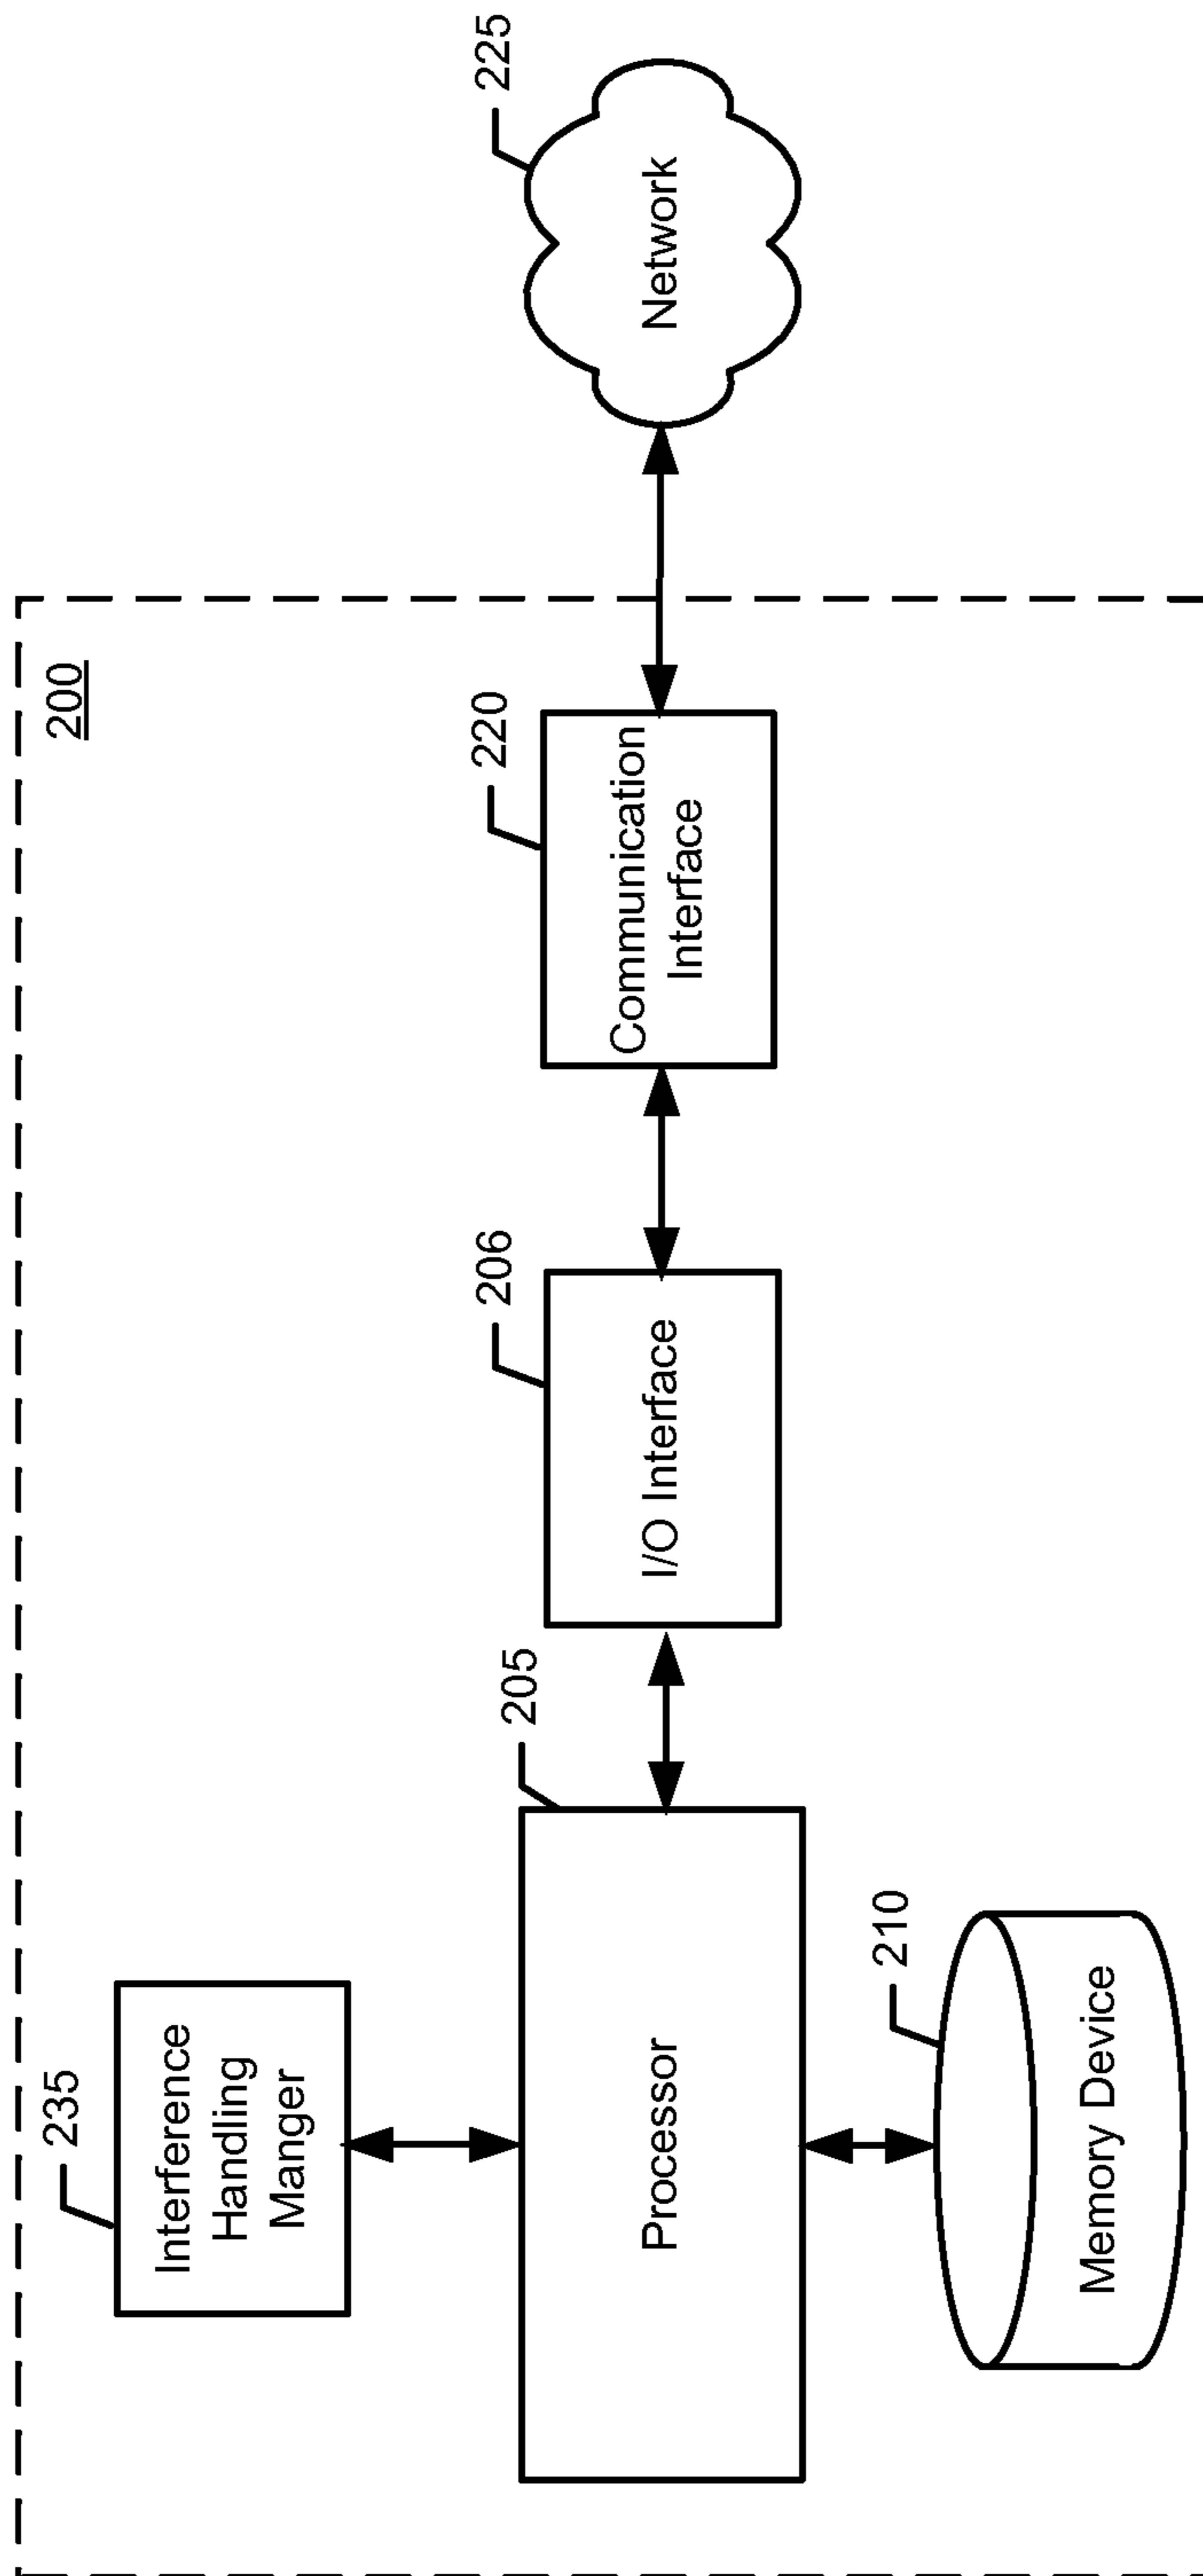 200
235
Interference
Handling
Manger
205
Processor
210
Memory Device
206
I/O Interface
220
Communication
Interface
225
Network